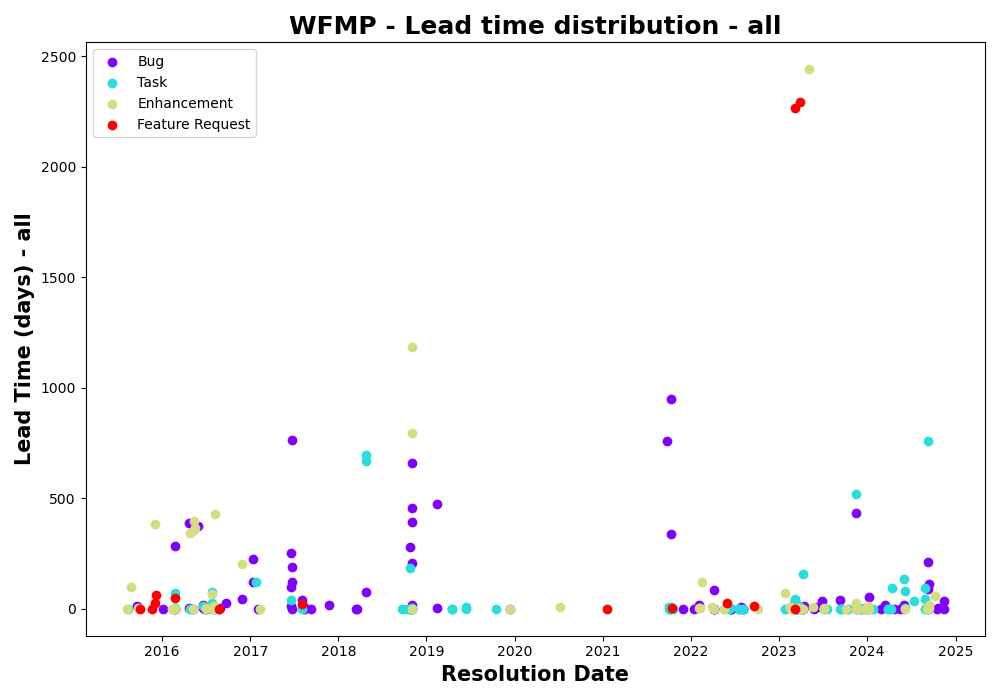 WFMP - Lead time distribution - all
Bug
Task
Enhancement
Feature Request
2500
2000
1500
1000
500
0
Lead Time (days) - all
2016 2017 2018 2019 2020 2021 2022 2023 2024 2025
Resolution Date